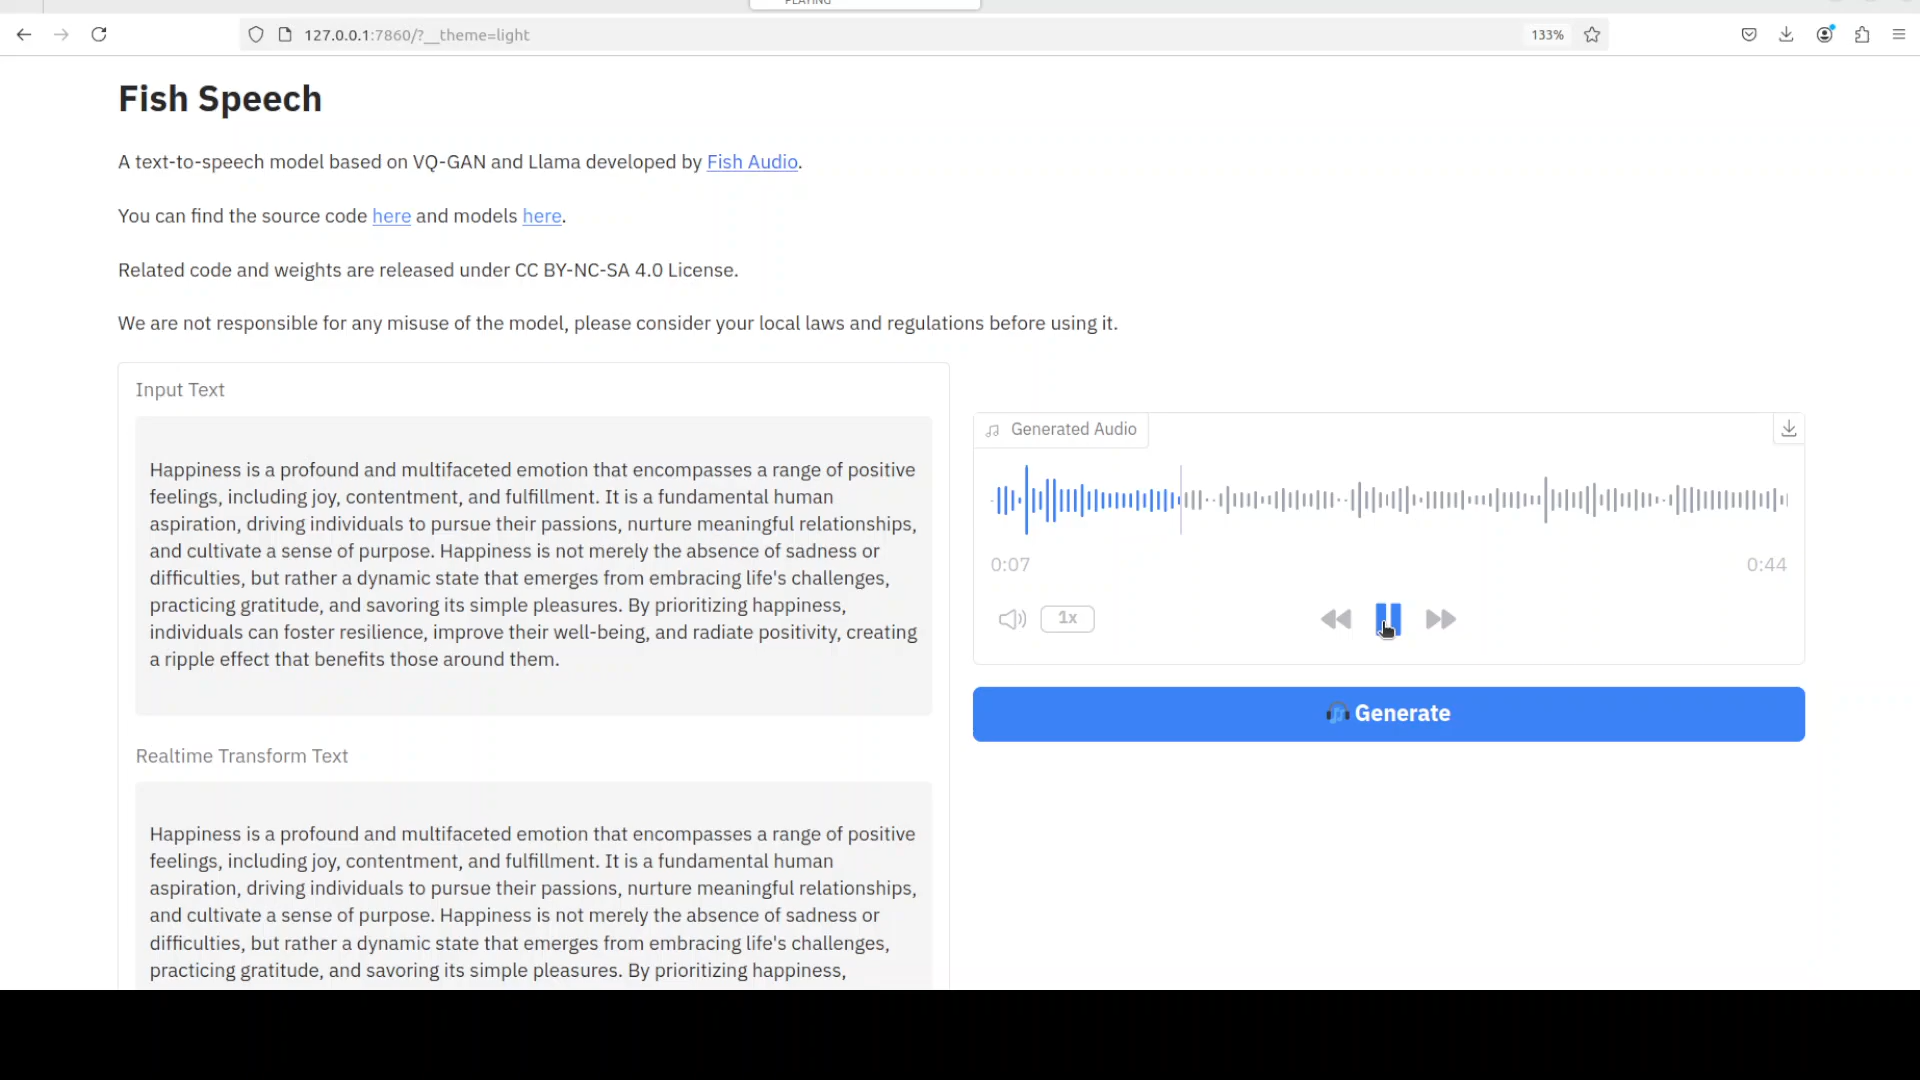 PLAYING
127.0.0.1:7860/?__theme=light
133%
Fish Speech
A text-to-speech model based on VQ-GAN and Llama developed by Fish Audio.
You can find the source code here and models here.
Related code and weights are released under CC BY-NC-SA 4.0 License.
We are not responsible for any misuse of the model, please consider your local laws and regulations before using it.
Input Text
Happiness is a profound and multifaceted emotion that encompasses a range of positive
feelings, including joy, contentment, and fulfillment. It is a fundamental human
aspiration, driving individuals to pursue their passions, nurture meaningful relationships,
and cultivate a sense of purpose. Happiness is not merely the absence of sadness or
difficulties, but rather a dynamic state that emerges from embracing life's challenges,
practicing gratitude, and savoring its simple pleasures. By prioritizing happiness,
individuals can foster resilience, improve their well-being, and radiate positivity, creating
a ripple effect that benefits those around them.
Realtime Transform Text
Happiness is a profound and multifaceted emotion that encompasses a range of positive
feelings, including joy, contentment, and fulfillment. It is a fundamental human
aspiration, driving individuals to pursue their passions, nurture meaningful relationships,
and cultivate a sense of purpose. Happiness is not merely the absence of sadness or
difficulties, but rather a dynamic state that emerges from embracing life's challenges,
practicing gratitude, and savoring its simple pleasures. By prioritizing happiness,
Generated Audio
0:07
0:44
1x
Generate